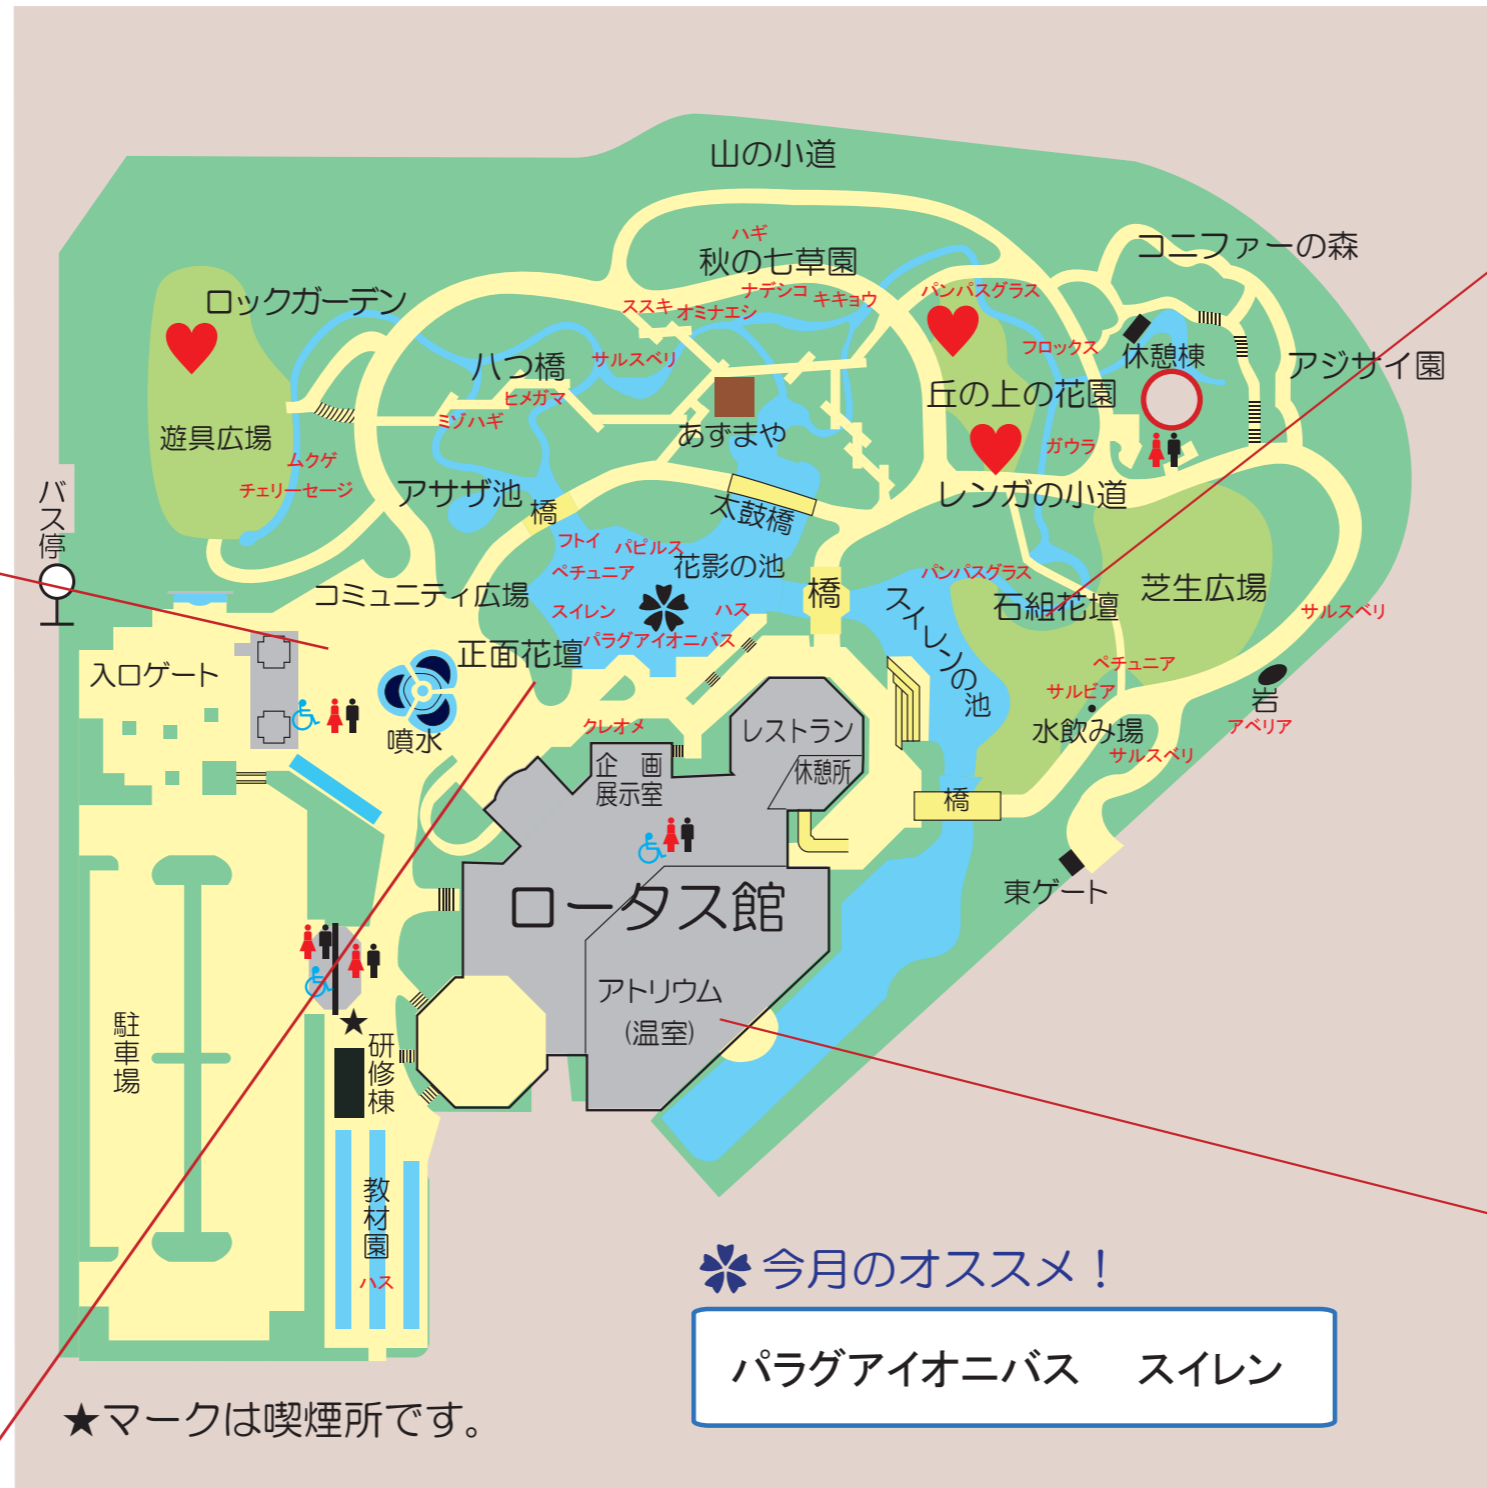 山の小道
ハギ
秋の七草園
コニファーの森
ナデシコ
キキョウ
パンパスグラス
ロックガーデン
ススキ
オミナエシ
フロックス
休憩棟
サルスベリ
八つ橋
アジサイ園
ヒメガマ
丘の上の花園
ミゾハギ
あずまや
遊具広場
ガウラ
ムクゲ
チェリーセージ
アサザ池
橋
太鼓橋
レンガの小道
バス停
フトイ
パピルス
ペチュニア
花影の池
パンパスグラス
コミュニティ広場
橋
スイレンの池
石組花壇
芝生広場
スイレン
ハス
サルスベリ
パラグアイオニバス
正面花壇
入口ゲート
ペチュニア
サルビア
岩
アベリア
噴水
クレオメ
レストラン
水飲み場
サルスベリ
企画
展示室
休憩所
橋
東ゲート
ロータス館
アトリウム
(温室)
駐車場
★
研修棟
教材園
ハス
今月のオススメ！
パラグアイオニバス スイレン
★マークは喫煙所です。